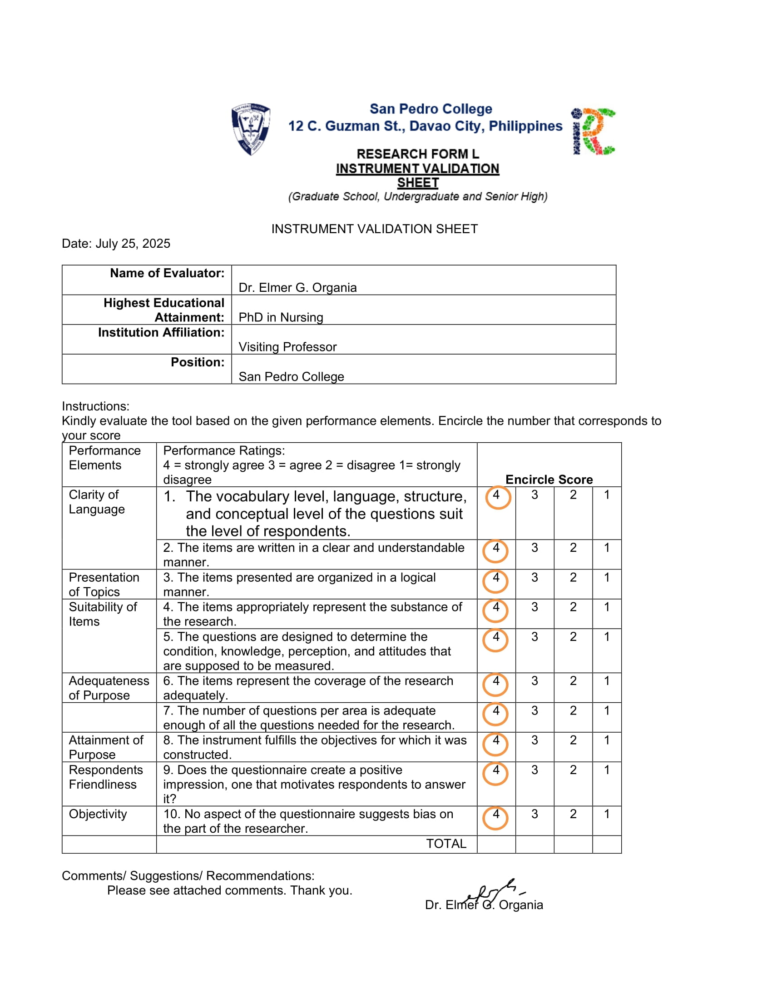 SAN PEDRO COLLEGE
San Pedro College
12 C. Guzman St., Davao City, Philippines
RESEARCH FORM L
INSTRUMENT VALIDATION
SHEET
(Graduate School, Undergraduate and Senior High)
INSTRUMENT VALIDATION SHEET
Date: July 25, 2025
Name of Evaluator:
Dr. Elmer G. Organia
Highest Educational
Attainment: PhD in Nursing
Institution Affiliation:
Visiting Professor
Position:
San Pedro College
Instructions:
Kindly evaluate the tool based on the given performance elements. Encircle the number that corresponds to
your score
Performance Performance Ratings:
Elements 4 = strongly agree 3 = agree 2 = disagree 1= strongly
disagree Encircle Score
Clarity of 1. The vocabulary level, language, structure, 4 3 2 1
Language and conceptual level of the questions suit
the level of respondents.
2. The items are written in a clear and understandable 4 3 2 1
manner.
Presentation 3. The items presented are organized in a logical 4 3 2 1
of Topics manner.
Suitability of 4. The items appropriately represent the substance of 4 3 2 1
Items the research.
5. The questions are designed to determine the 4 3 2 1
condition, knowledge, perception, and attitudes that
are supposed to be measured.
Adequateness 6. The items represent the coverage of the research 4 3 2 1
of Purpose adequately.
7. The number of questions per area is adequate 4 3 2 1
enough of all the questions needed for the research.
Attainment of 8. The instrument fulfills the objectives for which it was 4 3 2 1
Purpose constructed.
Respondents 9. Does the questionnaire create a positive 4 3 2 1
Friendliness impression, one that motivates respondents to answer
it?
Objectivity 10. No aspect of the questionnaire suggests bias on 4 3 2 1
the part of the researcher.
TOTAL
Comments/ Suggestions/ Recommendations:
Please see attached comments. Thank you.
Dr. Elmer G. Organia